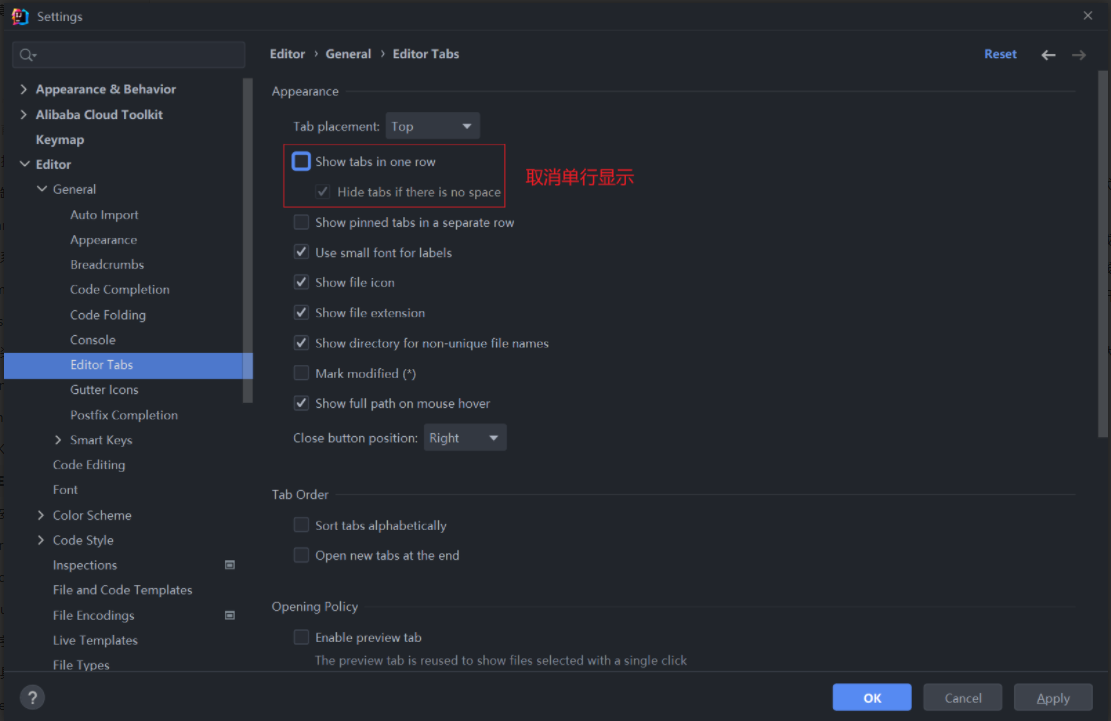 Settings
Editor › General › Editor Tabs
Reset
Appearance & Behavior
Alibaba Cloud Toolkit
Keymap
Editor
General
Auto Import
Appearance
Breadcrumbs
Code Completion
Code Folding
Console
Editor Tabs
Gutter Icons
Postfix Completion
Smart Keys
Code Editing
Font
Color Scheme
Code Style
Inspections
File and Code Templates
File Encodings
Live Templates
File Types
Appearance
Tab placement: Top
Show tabs in one row
取消单行显示
Hide tabs if there is no space
Show pinned tabs in a separate row
Use small font for labels
Show file icon
Show file extension
Show directory for non-unique file names
Mark modified (*)
Show full path on mouse hover
Close button position: Right
Tab Order
Sort tabs alphabetically
Open new tabs at the end
Opening Policy
Enable preview tab
The preview tab is reused to show files selected with a single click
?
OK
Cancel
Apply